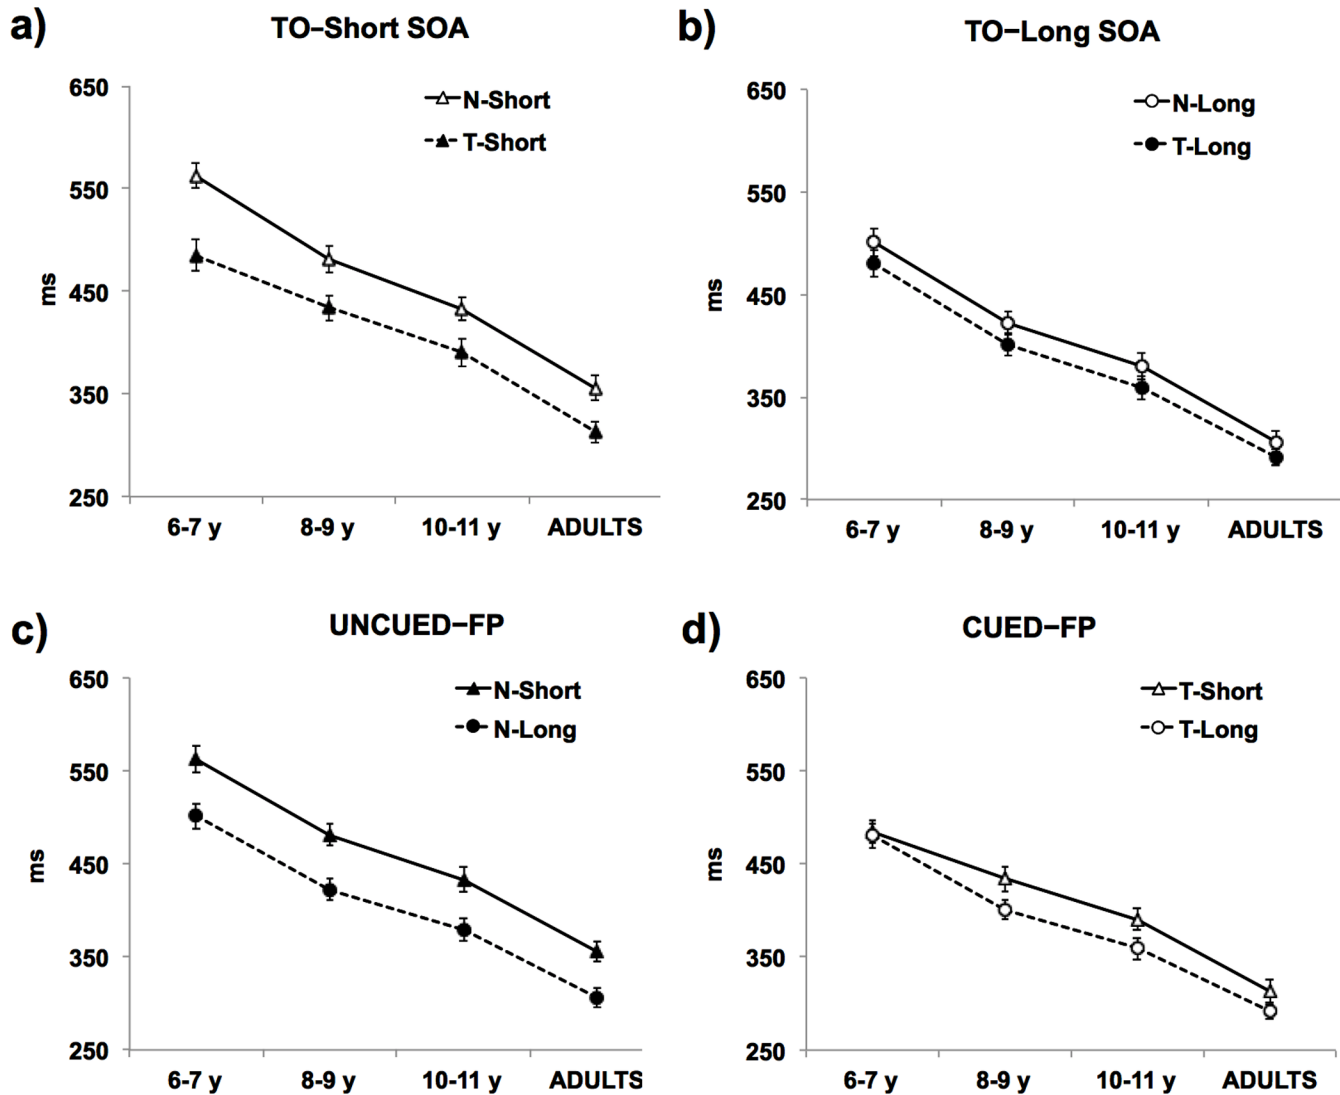 a)
TO–Short SOA
650
550
450
350
250
ms
N-Short
T-Short
6-7 y 8-9 y 10-11 y ADULTS
b)
TO–Long SOA
650
550
450
350
250
ms
N-Long
T-Long
6-7 y 8-9 y 10-11 y ADULTS
c)
UNCUED–FP
650
550
450
350
250
ms
N-Short
N-Long
6-7 y 8-9 y 10-11 y ADULTS
d)
CUED–FP
650
550
450
350
250
ms
T-Short
T-Long
6-7 y 8-9 y 10-11 y ADULTS